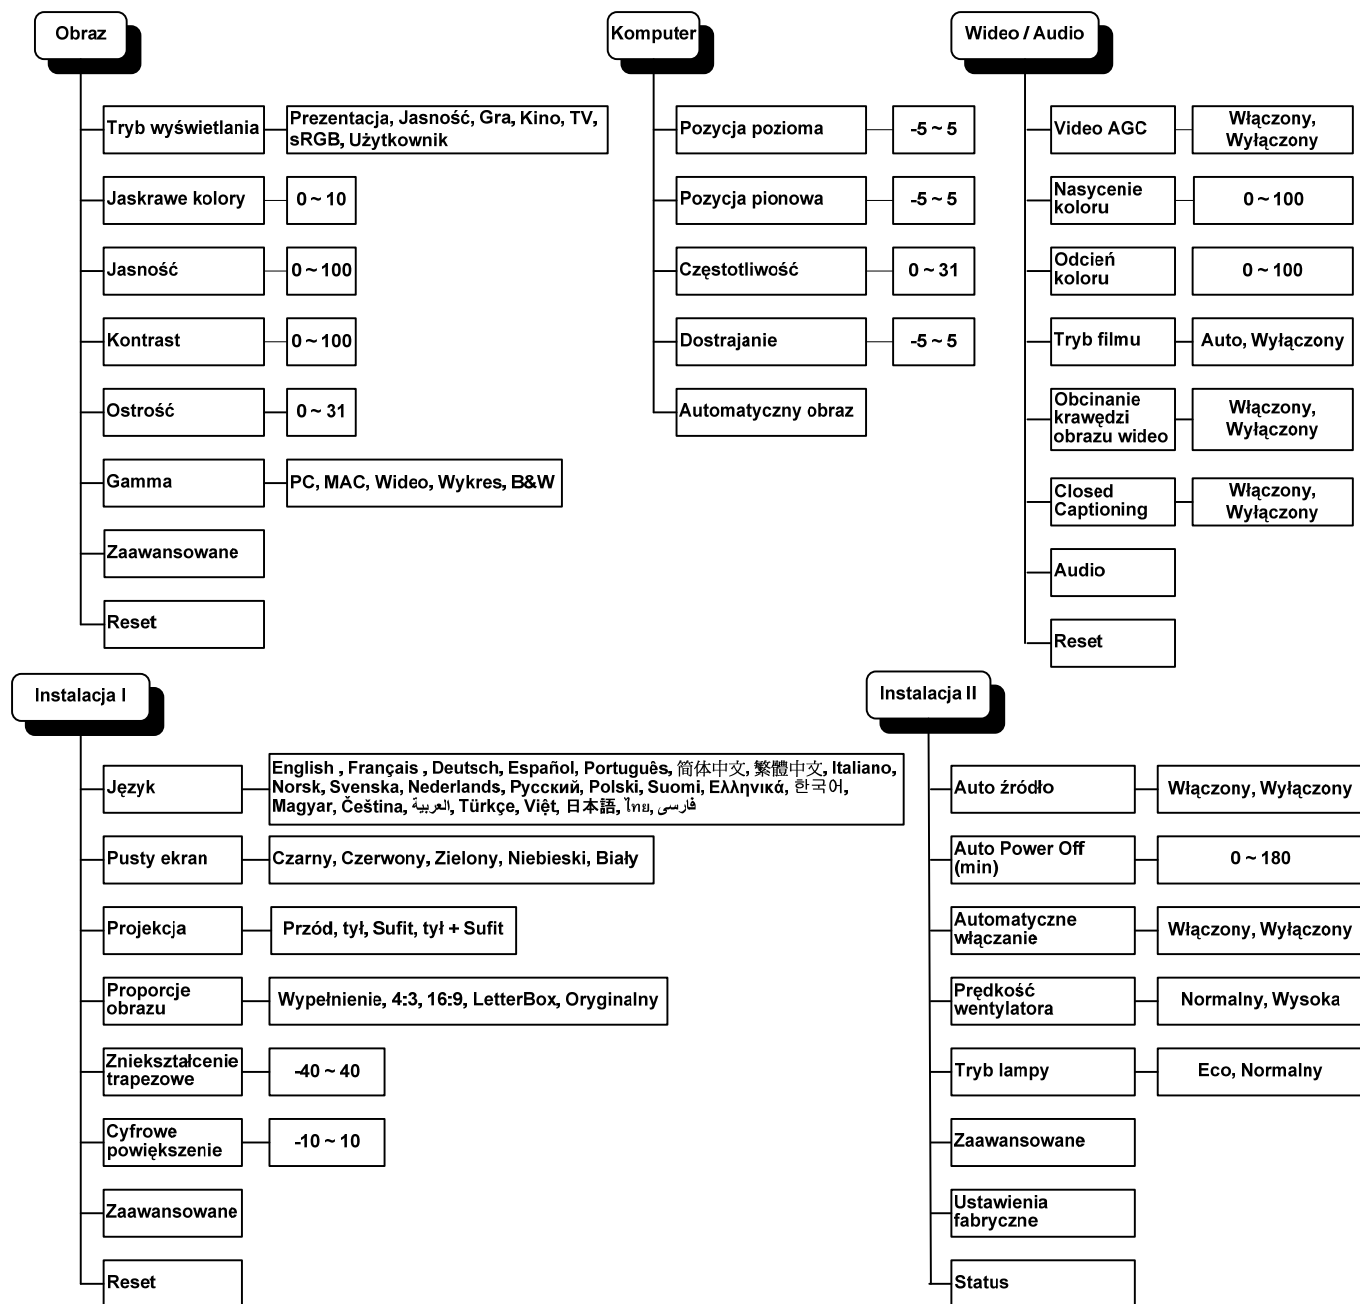 Obraz
Tryb wyświetlania
Prezentacja, Jasność, Gra, Kino, TV,
sRGB, Użytkownik
Jaskrawe kolory
0 ~ 10
Jasność
0 ~ 100
Kontrast
0 ~ 100
Ostrość
0 ~ 31
Gamma
PC, MAC, Wideo, Wykres, B&W
Zaawansowane
Reset
Komputer
Pozycja pozioma
-5 ~ 5
Pozycja pionowa
-5 ~ 5
Częstotliwość
0 ~ 31
Dostrajanie
-5 ~ 5
Automatyczny obraz
Wideo / Audio
Video AGC
Włączony,
Wyłączony
Nasycenie
koloru
0 ~ 100
Odcień
koloru
0 ~ 100
Tryb filmu
Auto, Wyłączony
Obcinanie
krawędzi
obrazu wideo
Włączony,
Wyłączony
Closed
Captioning
Włączony,
Wyłączony
Audio
Reset
Instalacja I
Język
English , Français , Deutsch, Español, Português, 简体中文, 繁體中文, Italiano,
Norsk, Svenska, Nederlands, Русский, Polski, Suomi, Ελληνικά, 한국어,
Magyar, Čeština, العربية, Türkçe, Việt, 日本語, ไทย, فارسی
Pusty ekran
Czarny, Czerwony, Zielony, Niebieski, Biały
Projekcja
Przód, tył, Sufit, tył + Sufit
Proporcje
obrazu
Wypełnienie, 4:3, 16:9, LetterBox, Oryginalny
Zniekształcenie
trapezowe
-40 ~ 40
Cyfrowe
powiększenie
-10 ~ 10
Zaawansowane
Reset
Instalacja II
Auto źródło
Włączony, Wyłączony
Auto Power Off
(min)
0 ~ 180
Automatyczne
włączanie
Włączony, Wyłączony
Prędkość
wentylatora
Normalny, Wysoka
Tryb lampy
Eco, Normalny
Zaawansowane
Ustawienia
fabryczne
Status